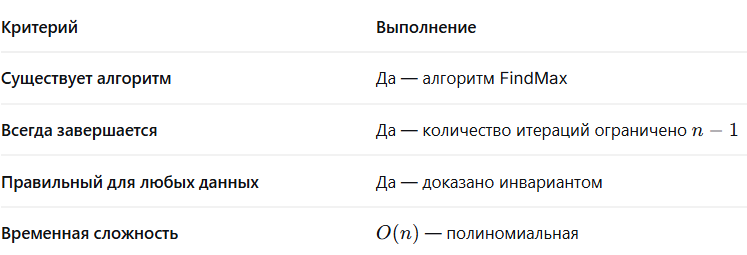 Критерий Выполнение
Существует алгоритм Да — алгоритм FindMax
Всегда завершается Да — количество итераций ограничено n − 1
Правильный для любых данных Да — доказано инвариантом
Временная сложность O(n) — полиномиальная